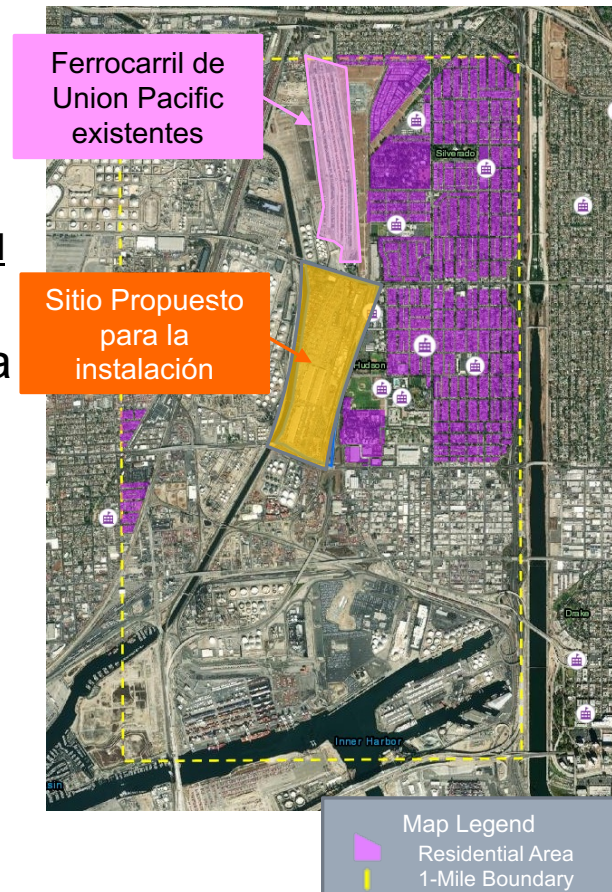 Ferrocarril de
Union Pacific
existentes
Sitio Propuesto
para la
instalación
a
Silverado
Hudson
Drake
Inner Harbor
sin
Map Legend
Residential Area
1-Mile Boundary